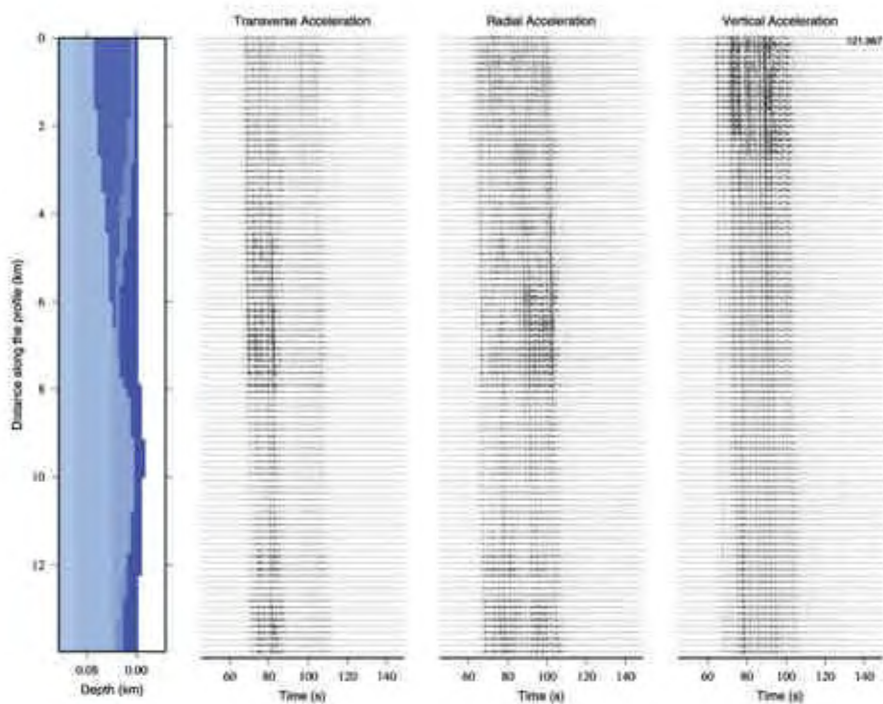 Transverse Acceleration
Radial Acceleration
Vertical Acceleration
0
2
4
6
8
10
12
Distance along the profile (km)
0.05 0.00
Depth (km)
60 80 100 120 140
Time (s)
60 80 100 120 140
Time (s)
60 80 100 120 140
Time (s)